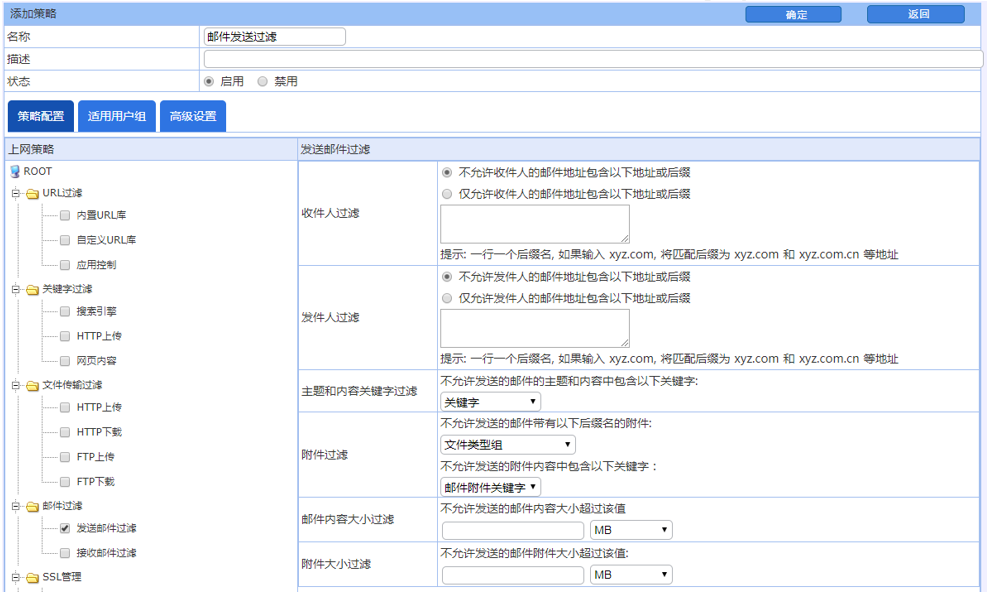 添加策略 确定 返回
名称 邮件发送过滤
描述
状态 启用 禁用
策略配置 适用用户组 高级设置
上网策略
ROOT
URL过滤
内置URL库
自定义URL库
应用控制
关键字过滤
搜索引擎
HTTP上传
网页内容
文件传输过滤
HTTP上传
HTTP下载
FTP上传
FTP下载
邮件过滤
发送邮件过滤
接收邮件过滤
SSL管理
发送邮件过滤
收件人过滤
不允许收件人的邮件地址包含以下地址或后缀
仅允许收件人的邮件地址包含以下地址或后缀
提示: 一行一个后缀名, 如果输入 xyz.com, 将匹配后缀为 xyz.com 和 xyz.com.cn 等地址
发件人过滤
不允许发件人的邮件地址包含以下地址或后缀
仅允许发件人的邮件地址包含以下地址或后缀
提示: 一行一个后缀名, 如果输入 xyz.com, 将匹配后缀为 xyz.com 和 xyz.com.cn 等地址
主题和内容关键字过滤
不允许发送的邮件的主题和内容中包含以下关键字:
关键字
附件过滤
不允许发送的邮件带有以下后缀名的附件:
文件类型组
不允许发送的附件内容中包含以下关键字：
邮件附件关键字
邮件内容大小过滤
不允许发送的邮件内容大小超过该值
MB
附件大小过滤
不允许发送的邮件附件大小超过该值:
MB